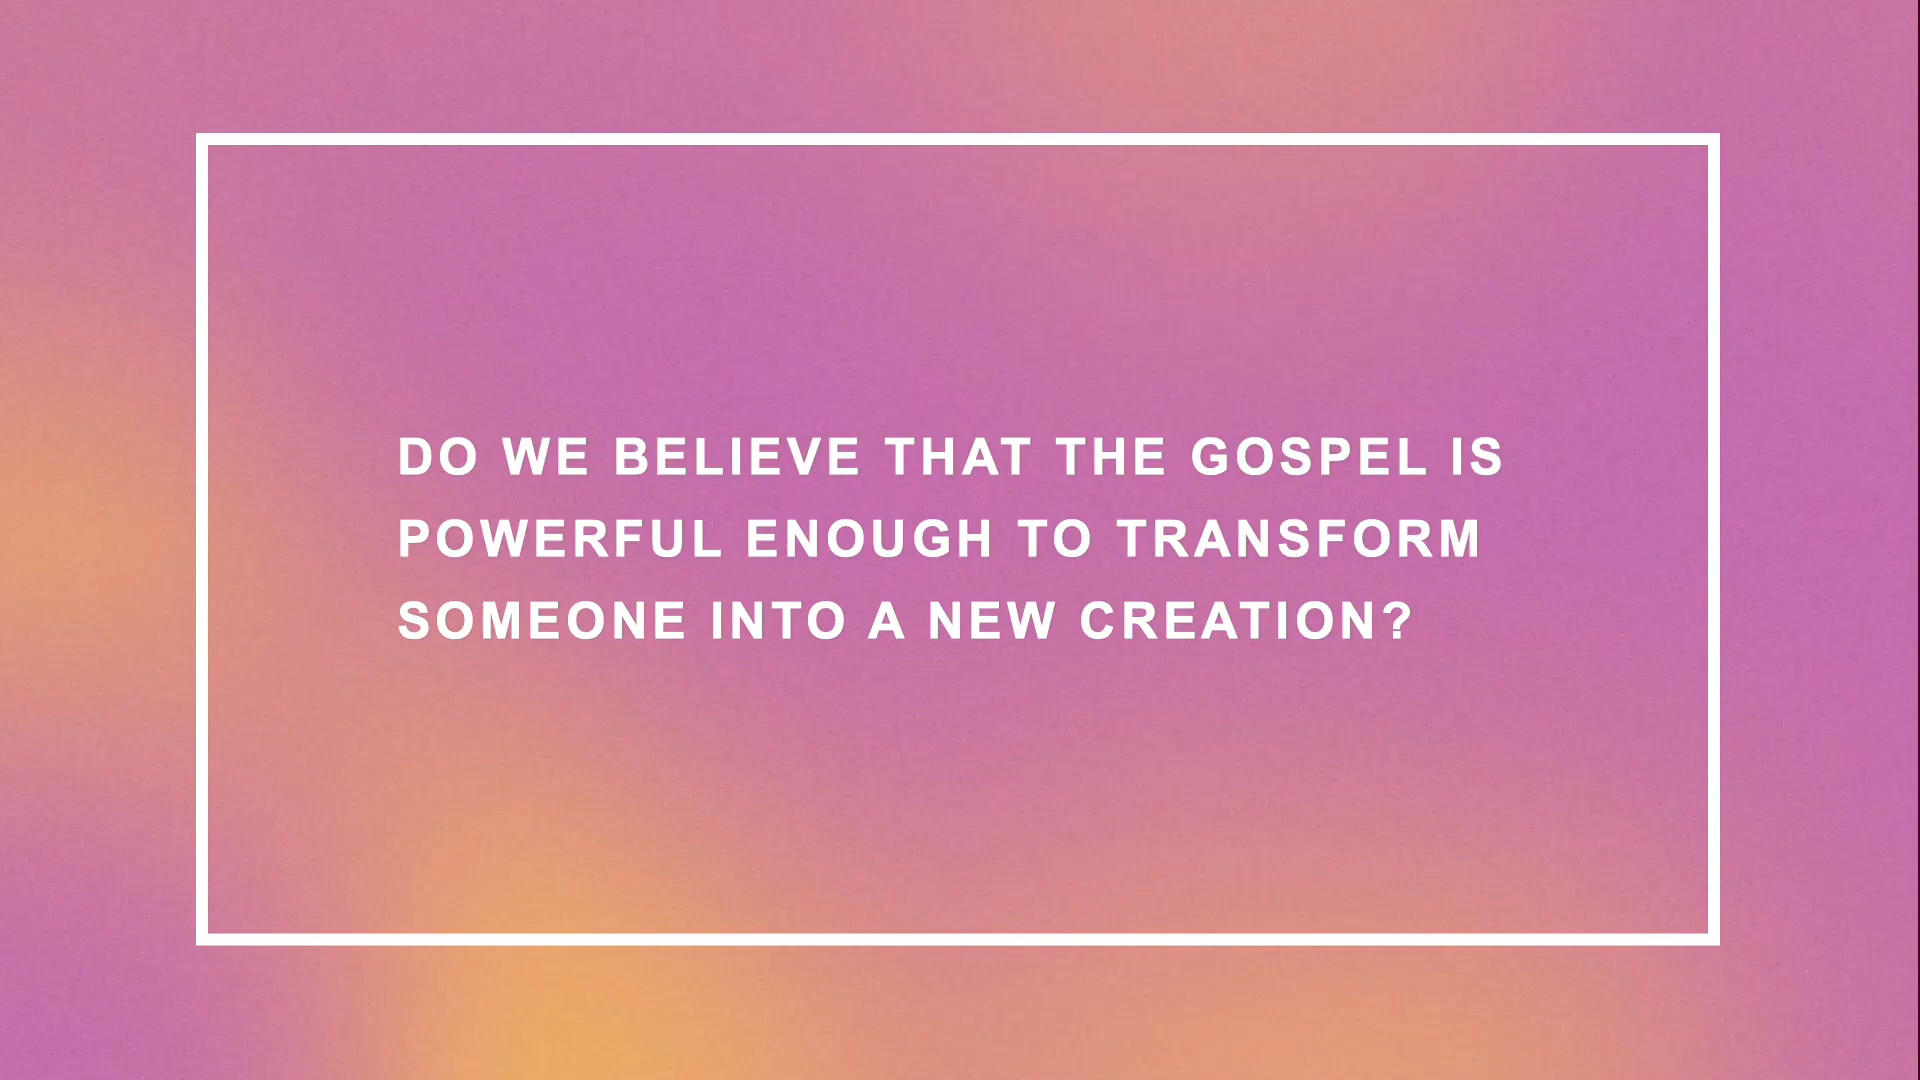 DO WE BELIEVE THAT THE GOSPEL IS
POWERFUL ENOUGH TO TRANSFORM
SOMEONE INTO A NEW CREATION?